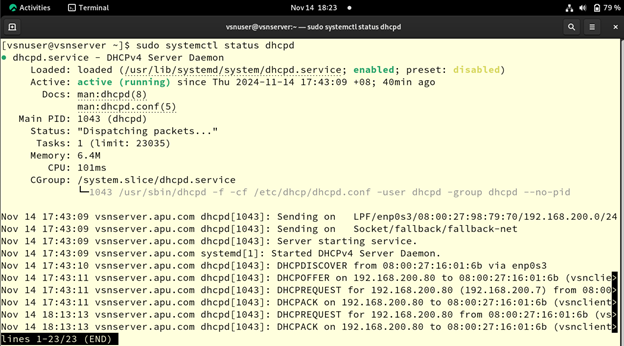 Activities Terminal Nov 14 18:23 79 %
vsnuser@vsnserver:~ — sudo systemctl status dhcpd
[vsnuser@vsnserver ~]$ sudo systemctl status dhcpd
● dhcpd.service - DHCPv4 Server Daemon
Loaded: loaded (/usr/lib/systemd/system/dhcpd.service; enabled; preset: disabled)
Active: active (running) since Thu 2024-11-14 17:43:09 +08; 40min ago
Docs: man:dhcpd(8)
man:dhcpd.conf(5)
Main PID: 1043 (dhcpd)
Status: "Dispatching packets..."
Tasks: 1 (limit: 23035)
Memory: 6.4M
CPU: 101ms
CGroup: /system.slice/dhcpd.service
└─1043 /usr/sbin/dhcpd -f -cf /etc/dhcp/dhcpd.conf -user dhcpd -group dhcpd --no-pid
Nov 14 17:43:09 vsnserver.apu.com dhcpd[1043]: Sending on   LPF/enp0s3/08:00:27:98:79:70/192.168.200.0/24
Nov 14 17:43:09 vsnserver.apu.com dhcpd[1043]: Sending on   Socket/fallback/fallback-net
Nov 14 17:43:09 vsnserver.apu.com dhcpd[1043]: Server starting service.
Nov 14 17:43:09 vsnserver.apu.com systemd[1]: Started DHCPv4 Server Daemon.
Nov 14 17:43:10 vsnserver.apu.com dhcpd[1043]: DHCPDISCOVER from 08:00:27:16:01:6b via enp0s3
Nov 14 17:43:11 vsnserver.apu.com dhcpd[1043]: DHCPOFFER on 192.168.200.80 to 08:00:27:16:01:6b (vsnclie>
Nov 14 17:43:11 vsnserver.apu.com dhcpd[1043]: DHCPREQUEST for 192.168.200.80 (192.168.200.7) from 08:00>
Nov 14 17:43:11 vsnserver.apu.com dhcpd[1043]: DHCPACK on 192.168.200.80 to 08:00:27:16:01:6b (vsnclient>
Nov 14 18:13:13 vsnserver.apu.com dhcpd[1043]: DHCPREQUEST for 192.168.200.80 from 08:00:27:16:01:6b (vs>
Nov 14 18:13:13 vsnserver.apu.com dhcpd[1043]: DHCPACK on 192.168.200.80 to 08:00:27:16:01:6b (vsnclient>
lines 1-23/23 (END)